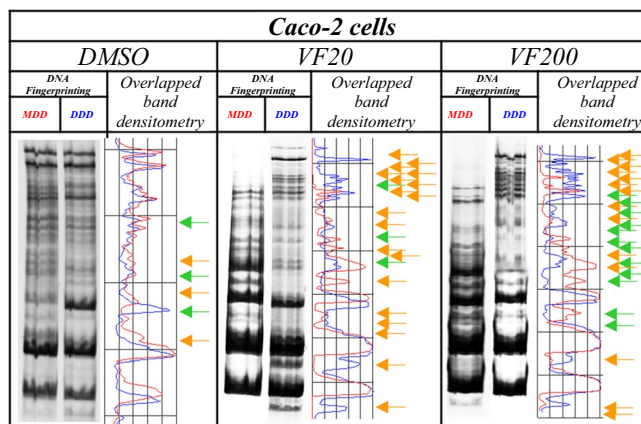 Caco-2 cells
DMSO
VF20
VF200
DNA
Fingerprinting
Overlapped
band
densitometry
MDD
DDD
DNA
Fingerprinting
Overlapped
band
densitometry
MDD
DDD
DNA
Fingerprinting
Overlapped
band
densitometry
MDD
DDD